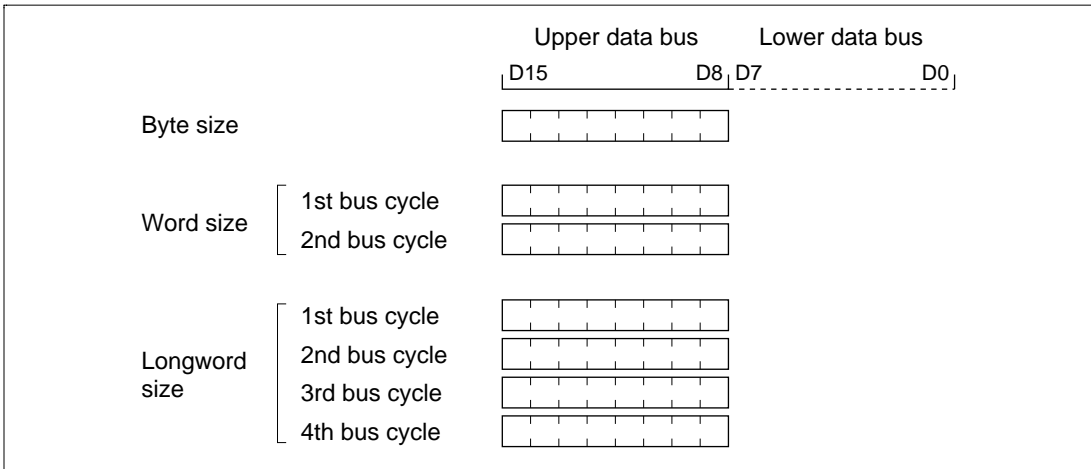 Upper data bus Lower data bus
D15 D8 D7 D0
Byte size
Word size
1st bus cycle
2nd bus cycle
Longword
size
1st bus cycle
2nd bus cycle
3rd bus cycle
4th bus cycle